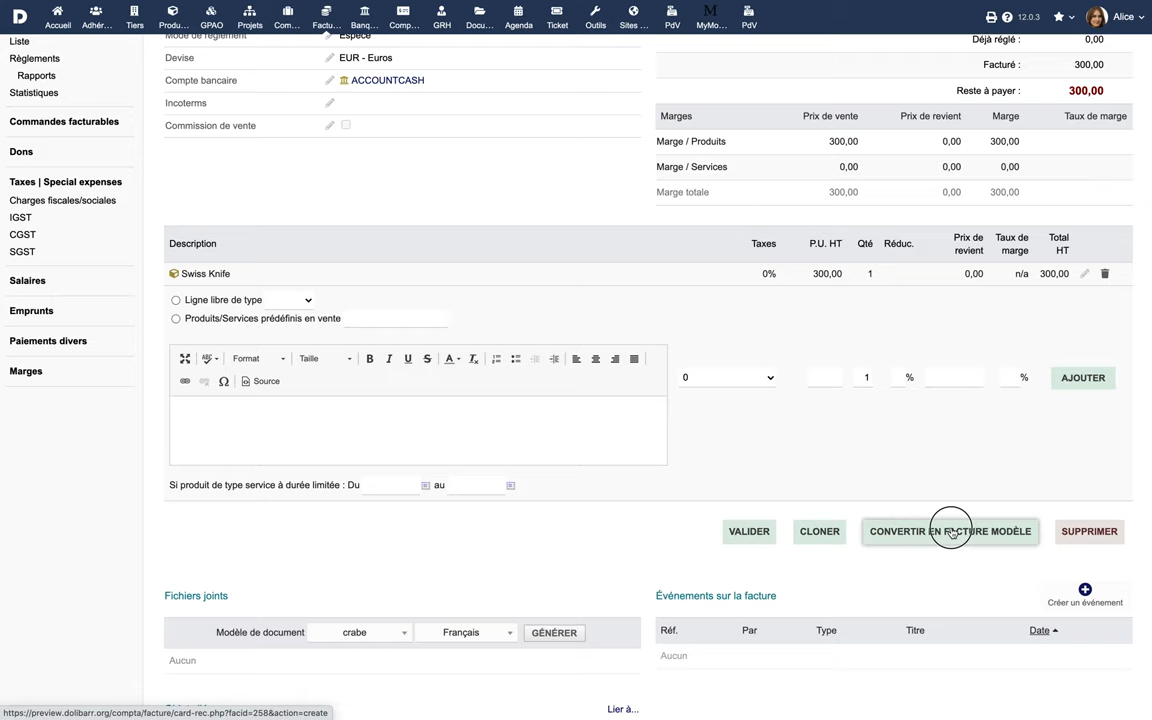 D Accueil Adhér... Tiers Produ... GPAO Projets Com... Factu... Banq... Comp... GRH Docu... Agenda Ticket Outils Sites ... PdV M MyMo... PdV 12.0.3 Alice
Liste
Règlements
Rapports
Statistiques
Commandes facturables
Dons
Taxes | Special expenses
Charges fiscales/sociales
IGST
CGST
SGST
Salaires
Emprunts
Paiements divers
Marges
Mode de règlement Espèce
Devise EUR - Euros
Compte bancaire ACCOUNTCASH
Incoterms
Commission de vente
Déjà réglé : 0,00
Facturé : 300,00
Reste à payer : 300,00
Marges Prix de vente Prix de revient Marge Taux de marge
Marge / Produits 300,00 0,00 300,00
Marge / Services 0,00 0,00 0,00
Marge totale 300,00 0,00 300,00
Description Taxes P.U. HT Qté Réduc. Prix de revient Taux de marge Total HT
Swiss Knife 0% 300,00 1 0,00 n/a 300,00
Ligne libre de type
Produits/Services prédéfinis en vente
ABC Format Taille B I U S A Tx
Ω Source
0 1 % % AJOUTER
Si produit de type service à durée limitée : Du au
VALIDER CLONER CONVERTIR EN FACTURE MODÈLE SUPPRIMER
Fichiers joints
Modèle de document crabe Français GÉNÉRER
Aucun
Événements sur la facture
Créer un événement
Réf. Par Type Titre Date
Aucun
Lier à...
https://preview.dolibarr.org/compta/facture/card-rec.php?facid=258&action=create